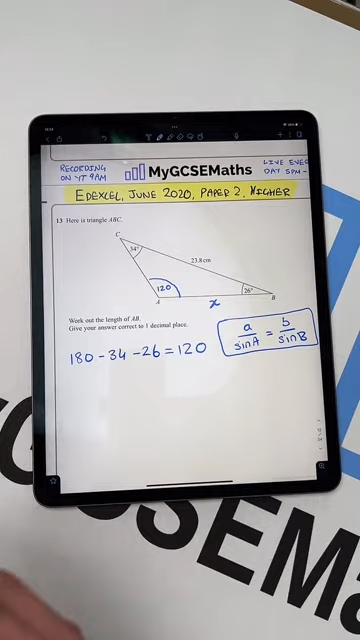 RECORDING
ON YT 9AM
MyGCSEMaths
LIVE EVERY
DAY 5PM-
EDEXCEL, JUNE 2020, PAPER 2, HIGHER
13 Here is triangle ABC.
C
34°
23.8 cm
120
26°
A
B
x
Work out the length of AB.
Give your answer correct to 1 decimal place.
a/sinA = b/sinB
180 - 34 - 26 = 120
GCSEMa